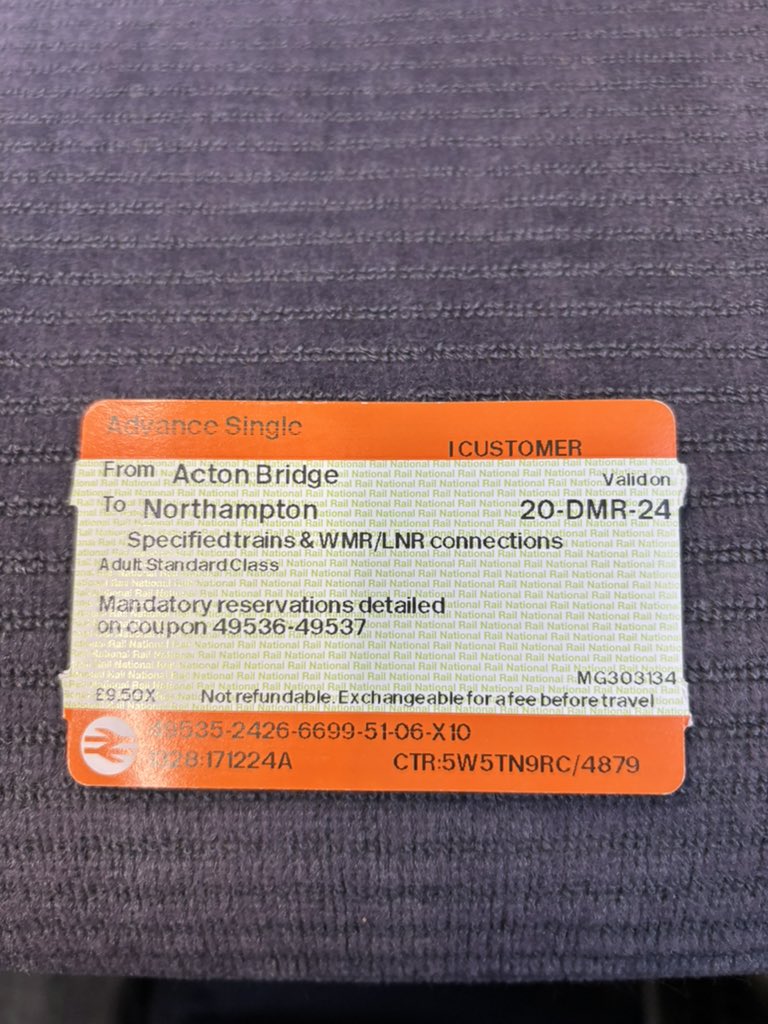 Advance Single
I CUSTOMER
From Acton Bridge Valid on
To Northampton 20-DMR-24
Specified trains & WMR/LNR connections
Adult Standard Class
Mandatory reservations detailed
on coupon 49536-49537
MG303134
£9.50X Not refundable. Exchangeable for a fee before travel
49535-2426-6699-51-06-X10
1328:171224A CTR:5W5TN9RC/4879